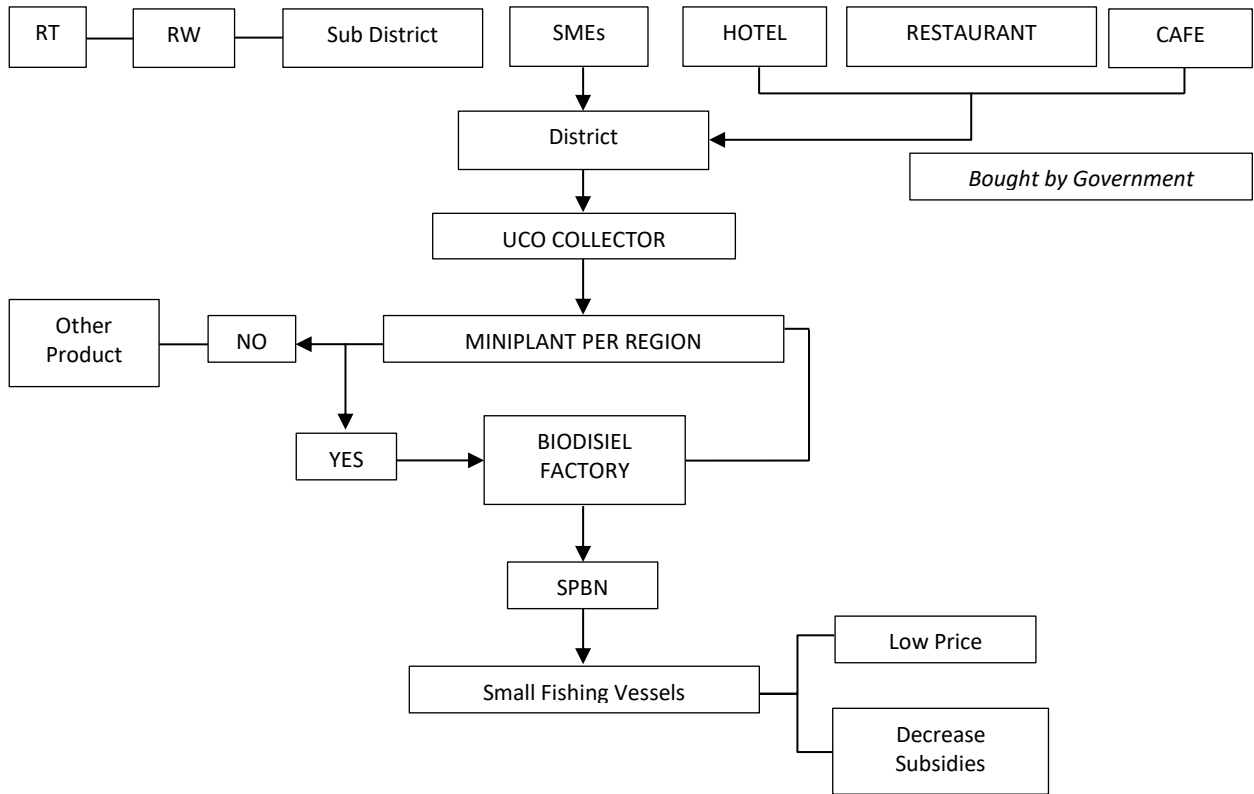 RT
RW
Sub District
SMEs
HOTEL
RESTAURANT
CAFE
District
Bought by Government
UCO COLLECTOR
Other
Product
NO
MINIPLANT PER REGION
YES
BIODISIEL
FACTORY
SPBN
Low Price
Small Fishing Vessels
Decrease
Subsidies